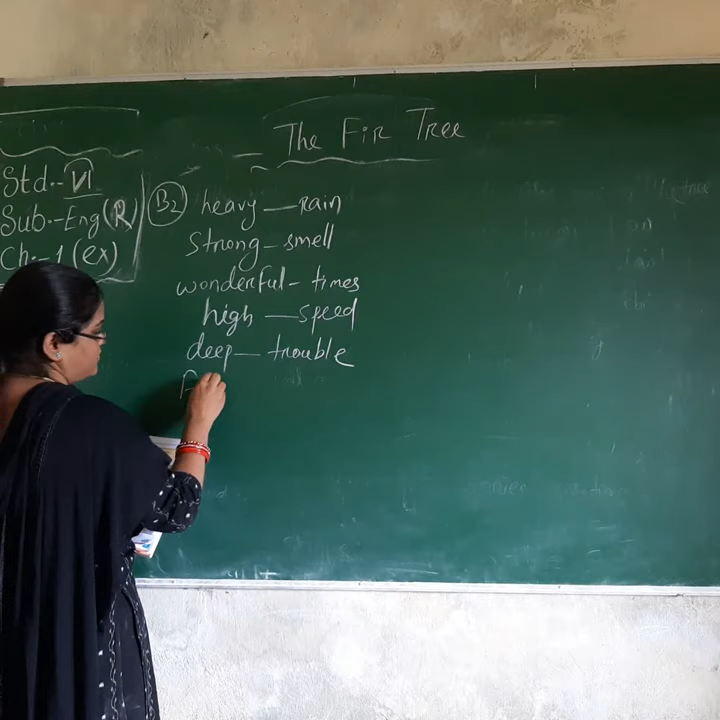 The Fir Tree
Std.- VI
Sub.- Eng (R)
Ch.- 1 (ex)
B2
heavy — rain
Strong - smell
wonderful - times
high — speed
deep — trouble